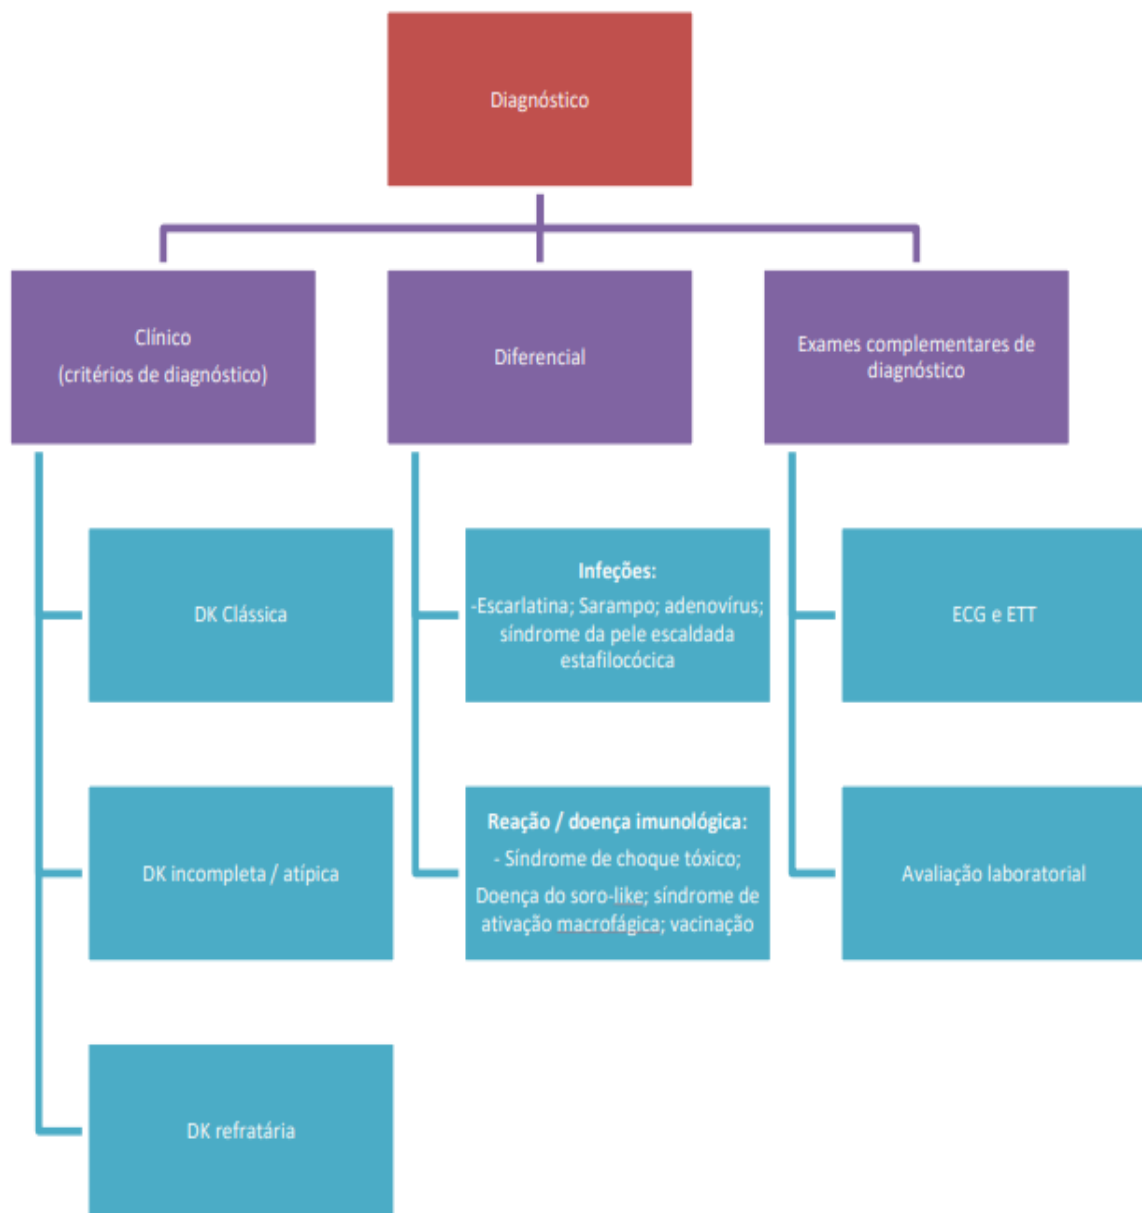 Diagnóstico
Clínico
(critérios de diagnóstico)
Diferencial
Exames complementares de
diagnóstico
DK Clássica
Infeções:
-Escarlatina; Sarampo; adenovírus;
síndrome da pele escaldada
estafilocócica
ECG e ETT
DK incompleta / atípica
Reação / doença imunológica:
- Síndrome de choque tóxico;
Doença do soro-like; síndrome de
ativação macrofágica; vacinação
Avaliação laboratorial
DK refratária